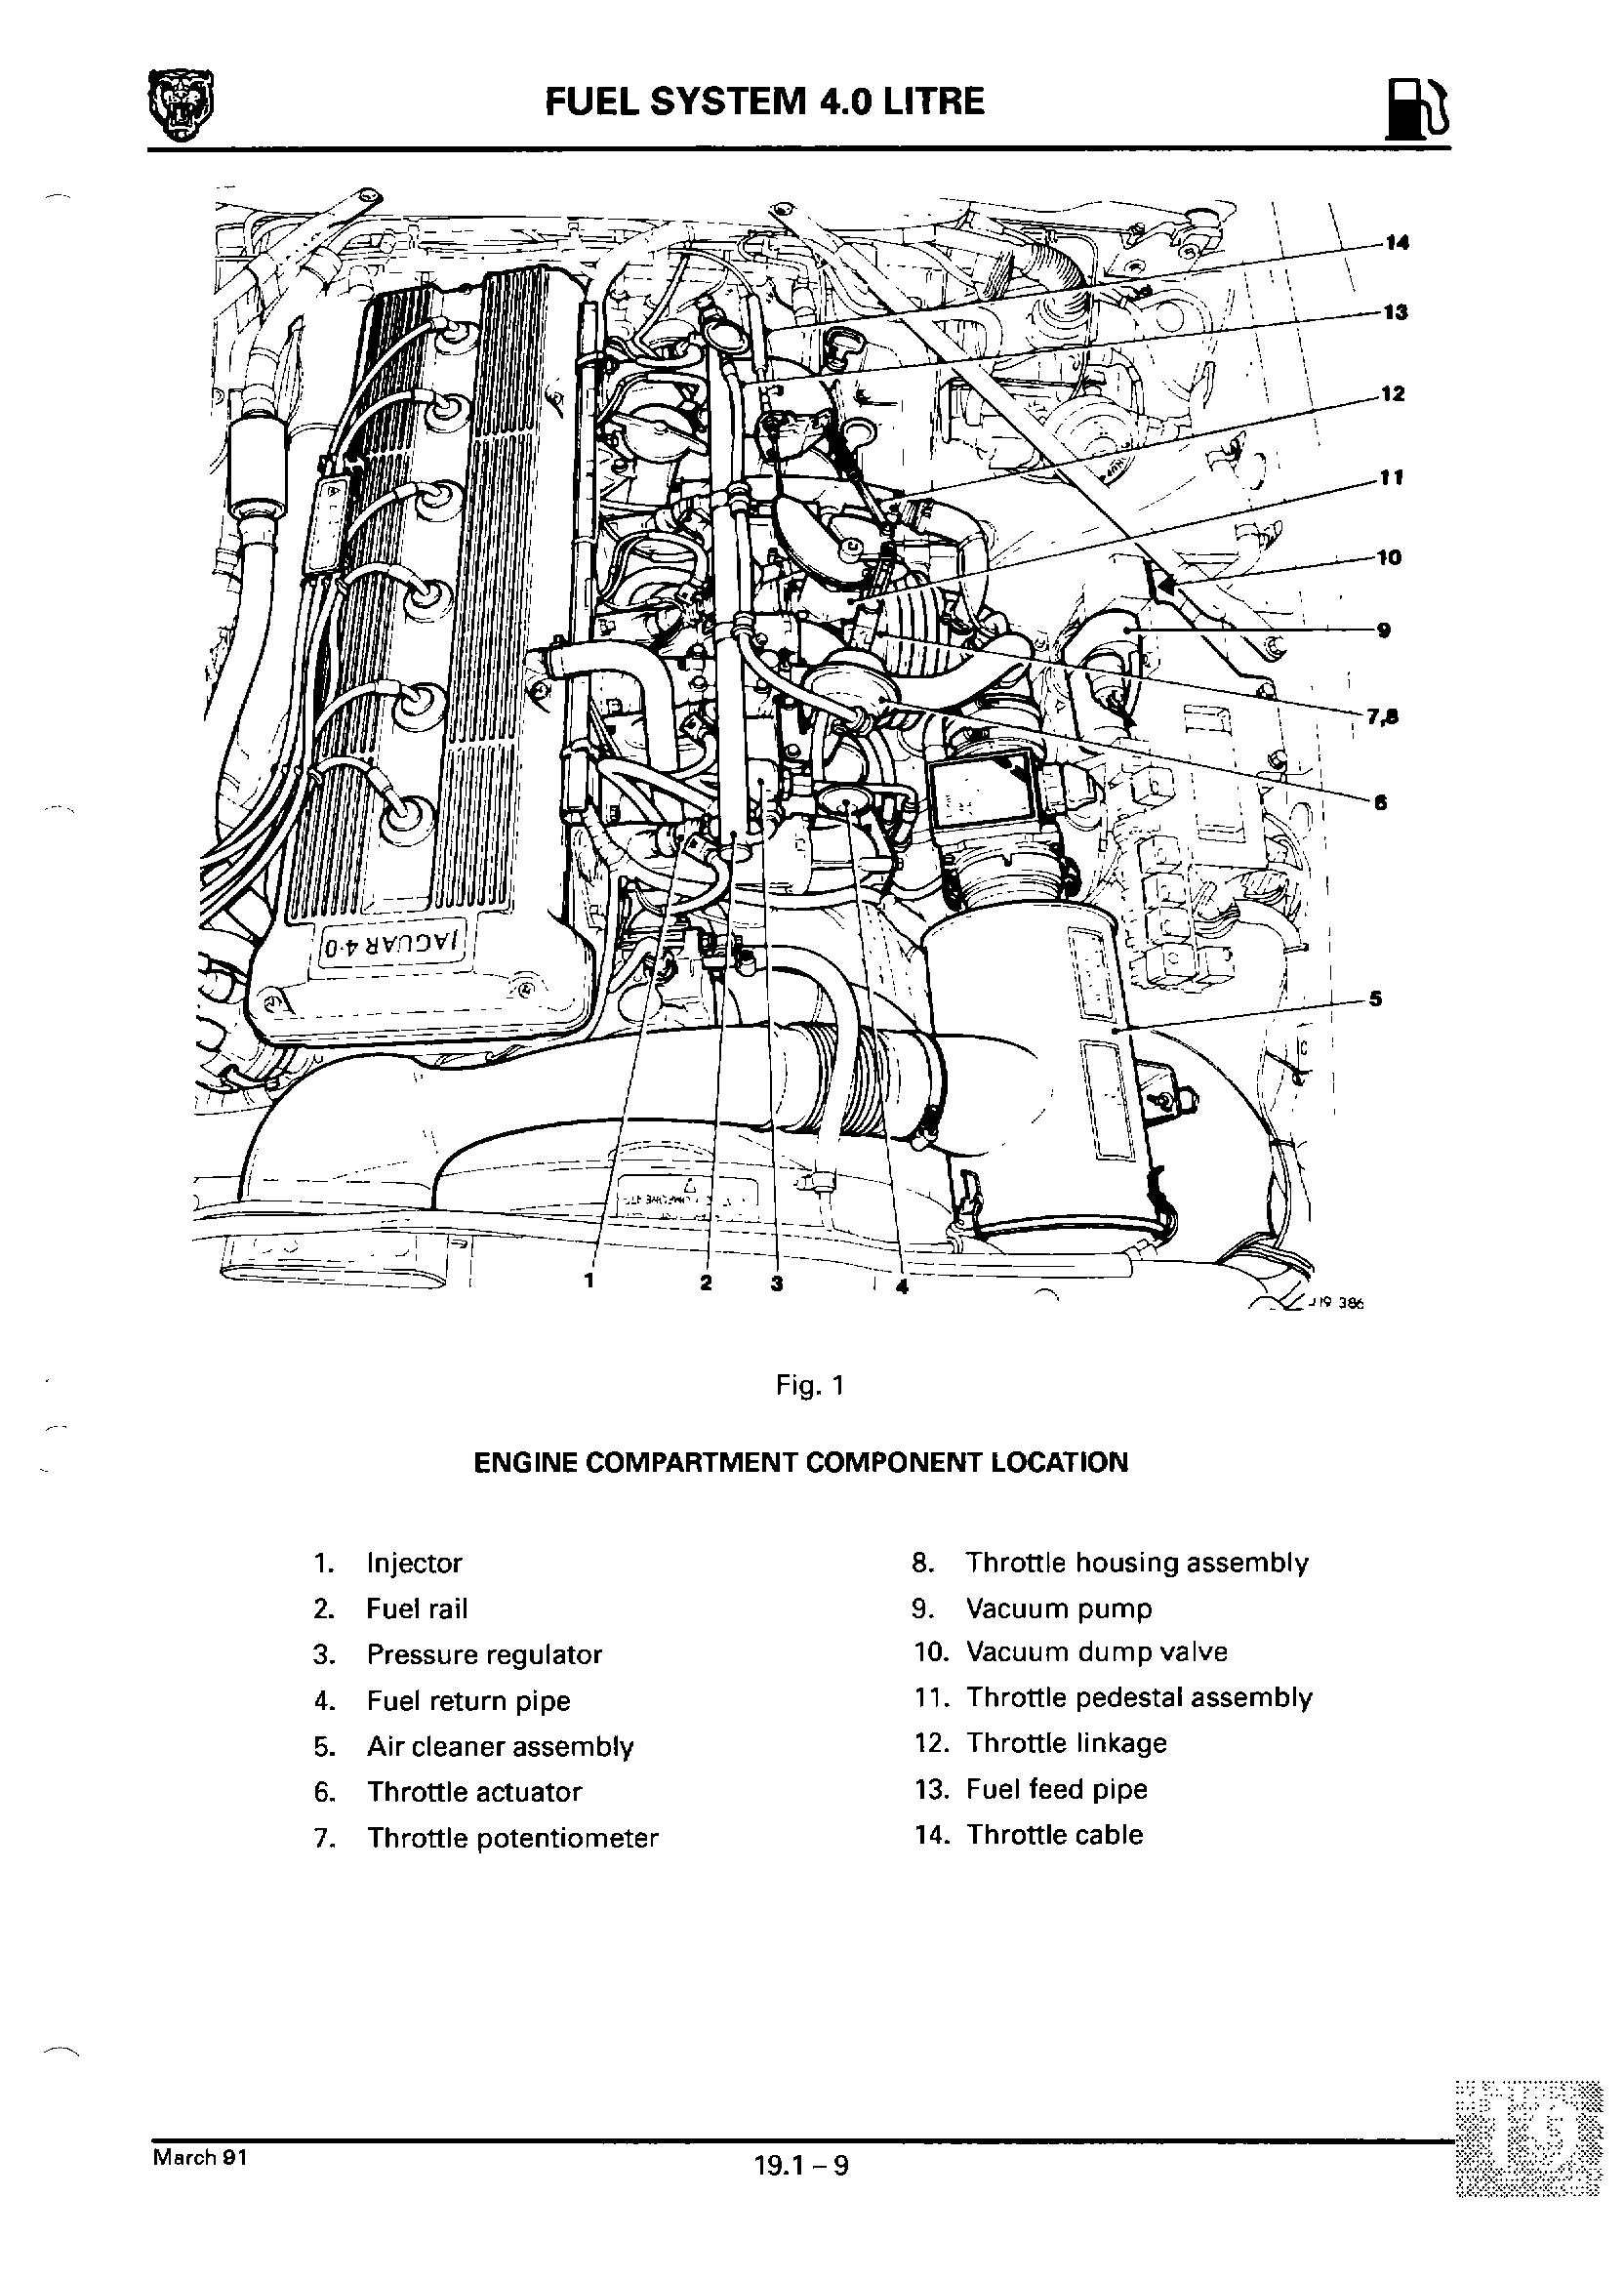 FUEL SYSTEM 4.0 LITRE
14
13
12
11
10
9
7,8
6
5
JAGUAR 4·0
1
2
3
4
J19 386
Fig. 1
ENGINE COMPARTMENT COMPONENT LOCATION
1. Injector
2. Fuel rail
3. Pressure regulator
4. Fuel return pipe
5. Air cleaner assembly
6. Throttle actuator
7. Throttle potentiometer
8. Throttle housing assembly
9. Vacuum pump
10. Vacuum dump valve
11. Throttle pedestal assembly
12. Throttle linkage
13. Fuel feed pipe
14. Throttle cable
March 91
19.1 – 9
19